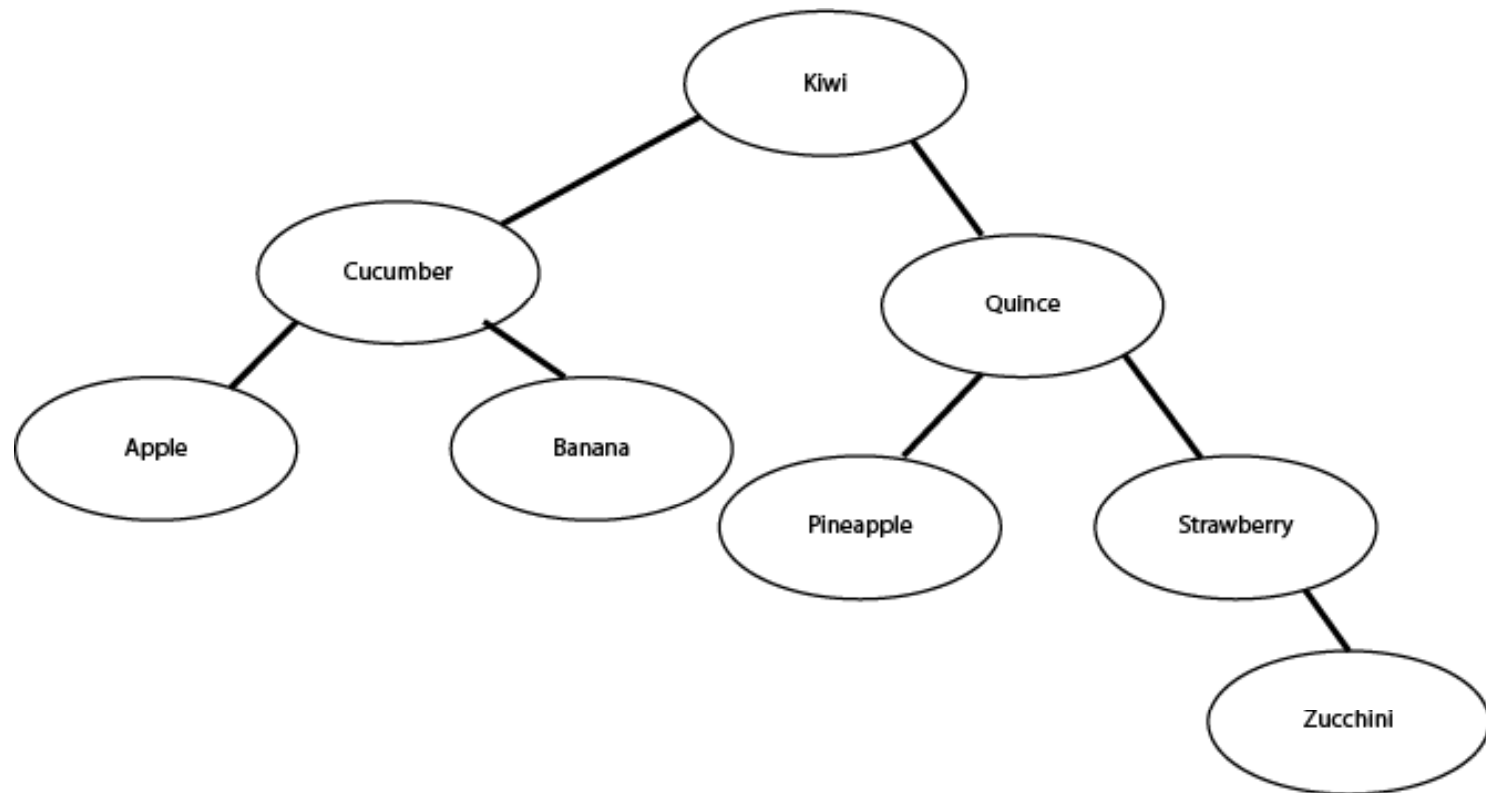 Kiwi
Cucumber
Quince
Apple
Banana
Pineapple
Strawberry
Zucchini